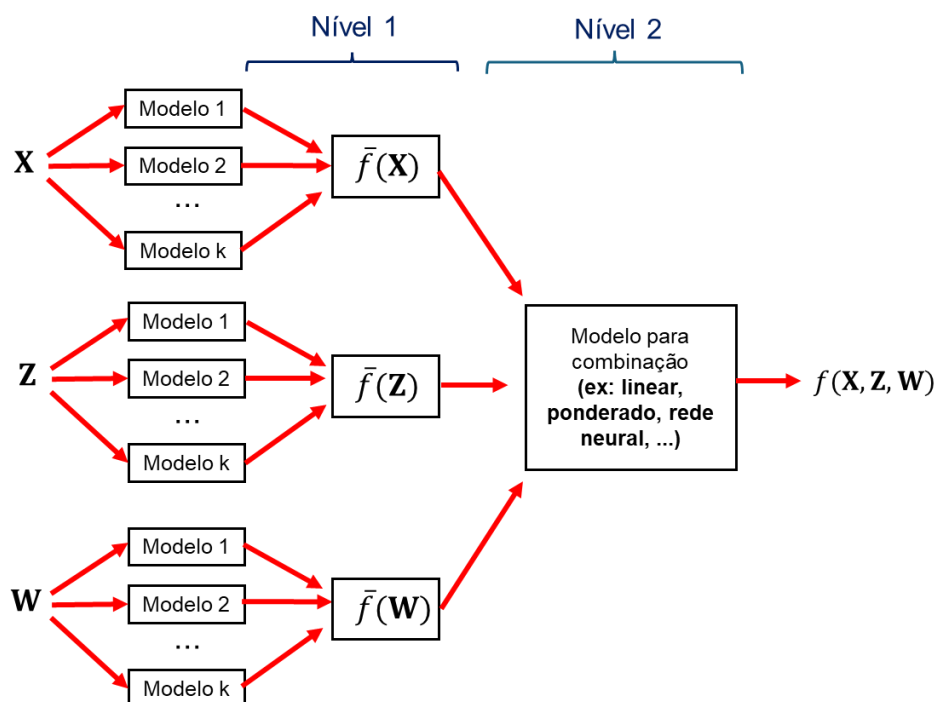 Nível 1
Nível 2
X
Modelo 1
Modelo 2
...
Modelo k
f̄(X)
Z
Modelo 1
Modelo 2
...
Modelo k
f̄(Z)
W
Modelo 1
Modelo 2
...
Modelo k
f̄(W)
Modelo para
combinação
(ex: linear,
ponderado, rede
neural, ...)
f(X, Z, W)